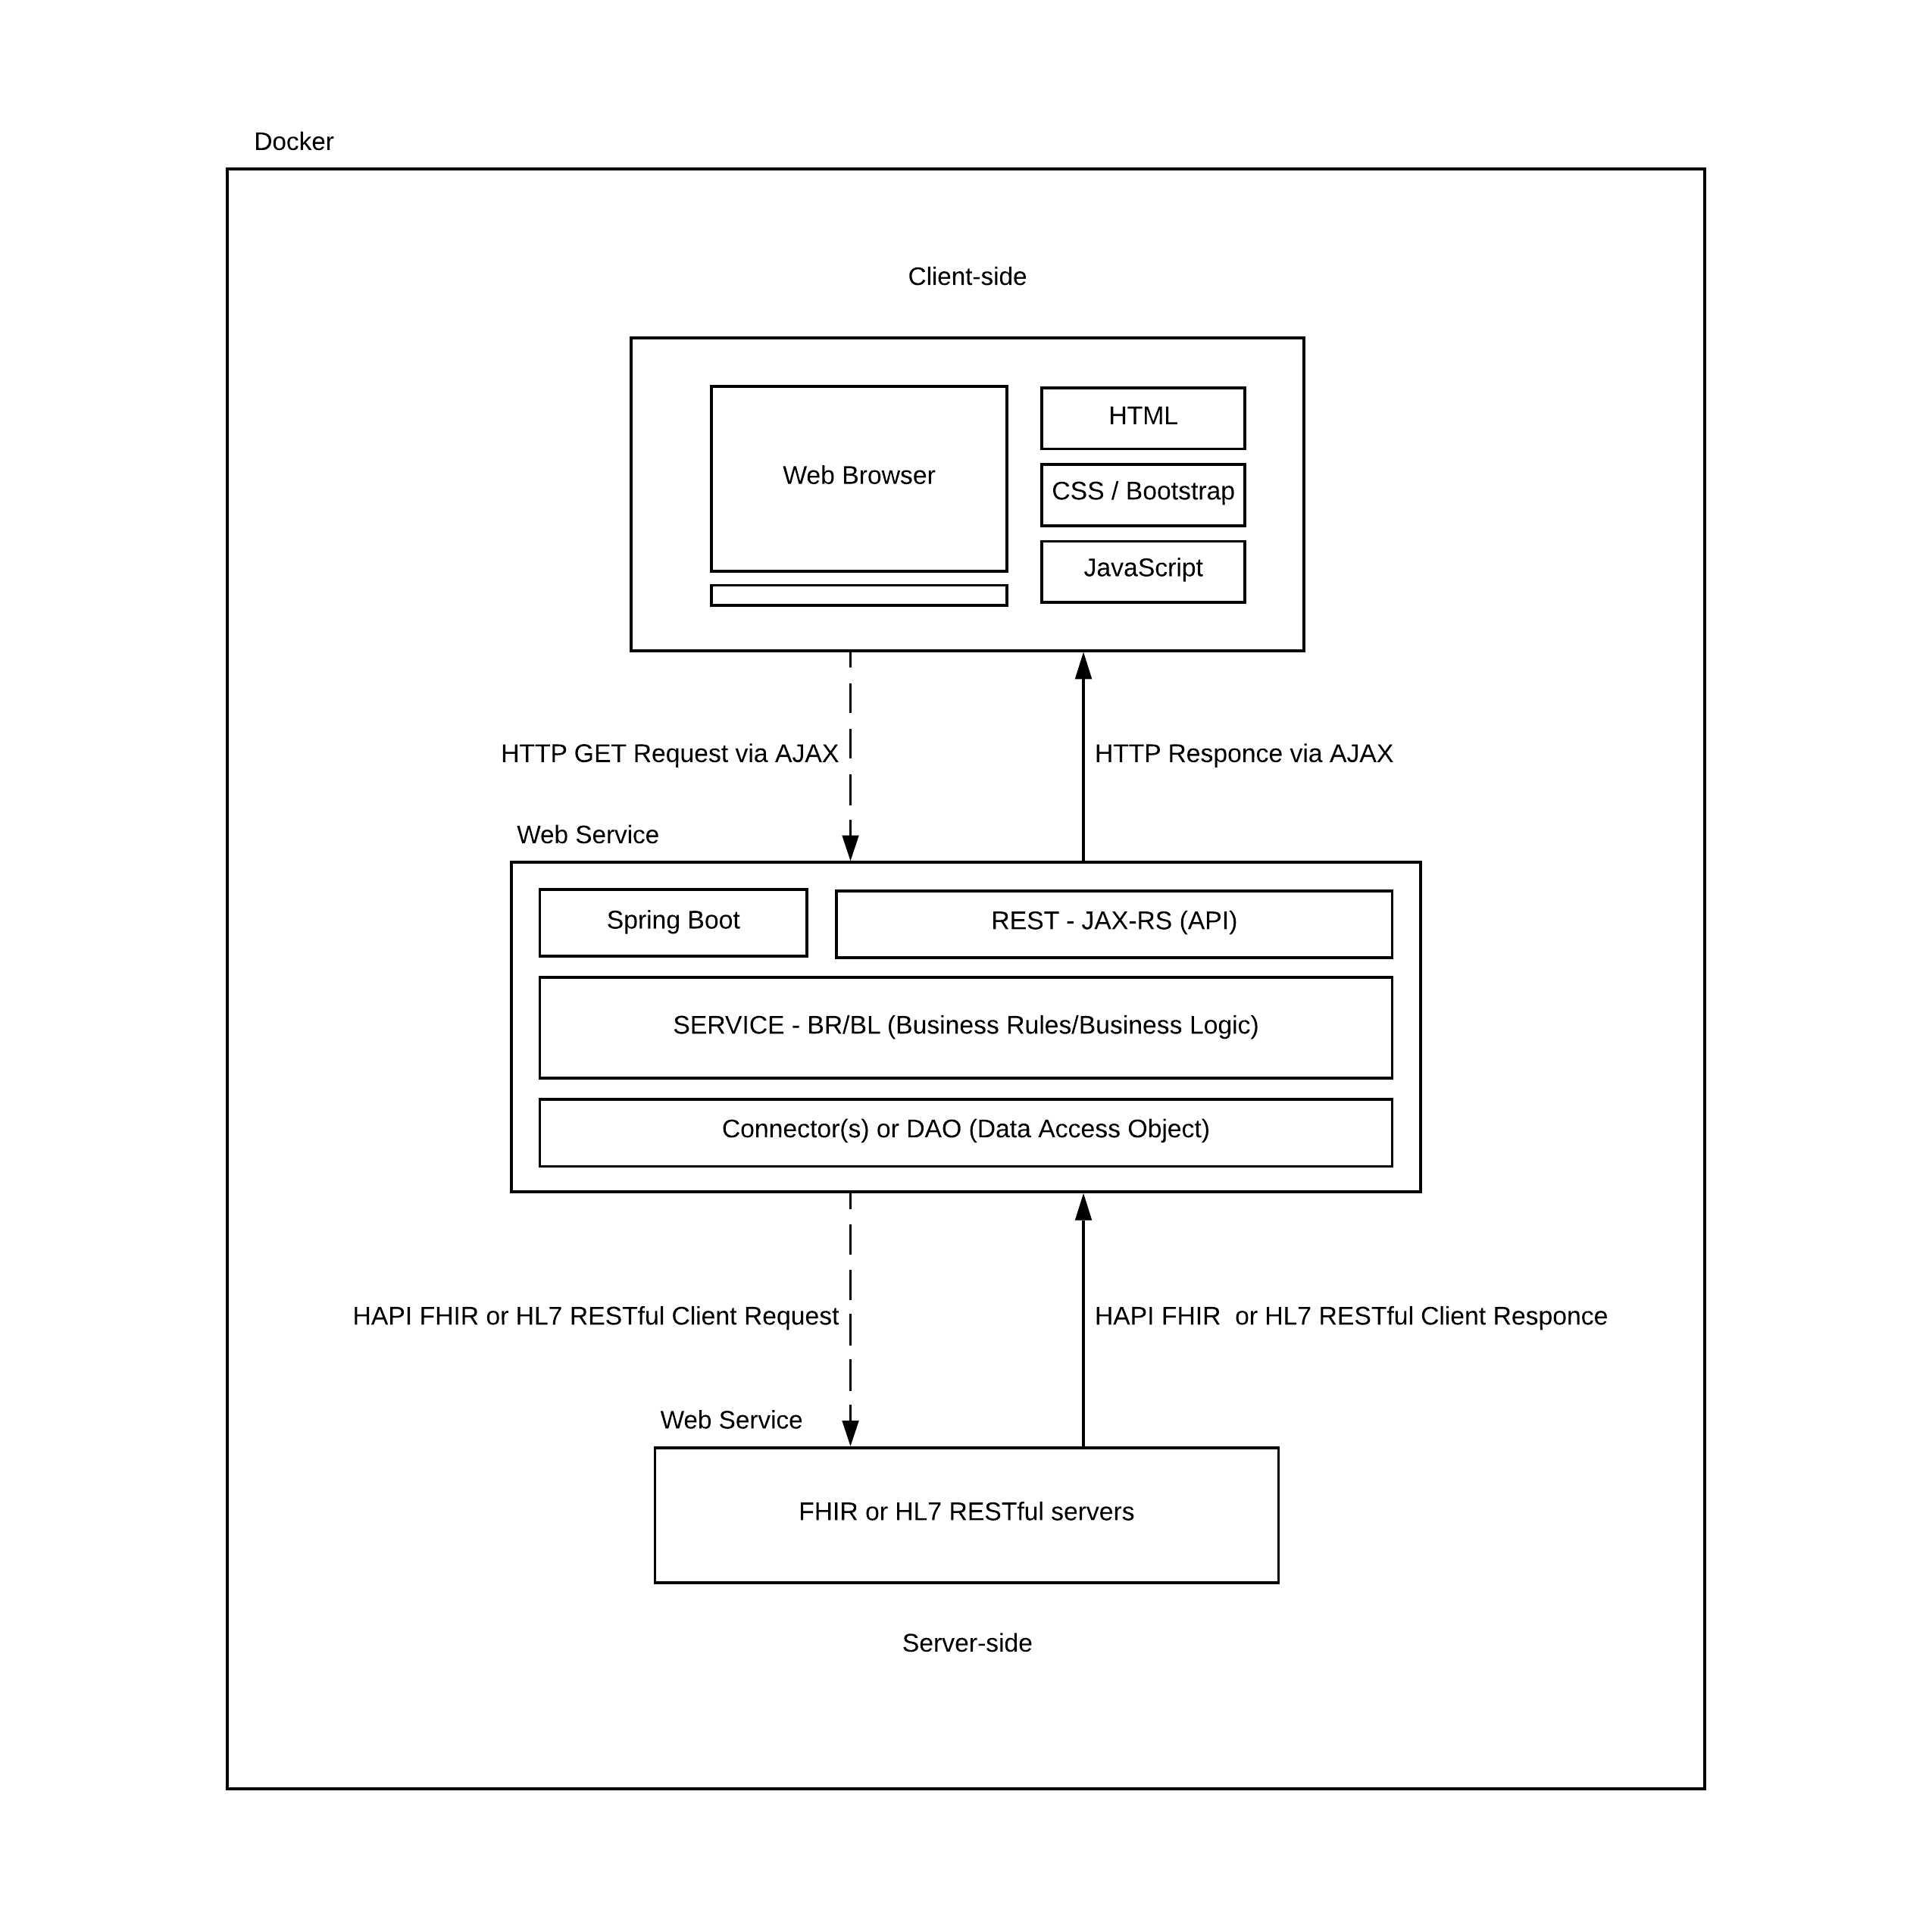 Docker
Client-side
Web Browser
HTML
CSS / Bootstrap
JavaScript
HTTP GET Request via AJAX
HTTP Responce via AJAX
Web Service
Spring Boot
REST - JAX-RS (API)
SERVICE - BR/BL (Business Rules/Business Logic)
Connector(s) or DAO (Data Access Object)
HAPI FHIR or HL7 RESTful Client Request
HAPI FHIR  or HL7 RESTful Client Responce
Web Service
FHIR or HL7 RESTful servers
Server-side